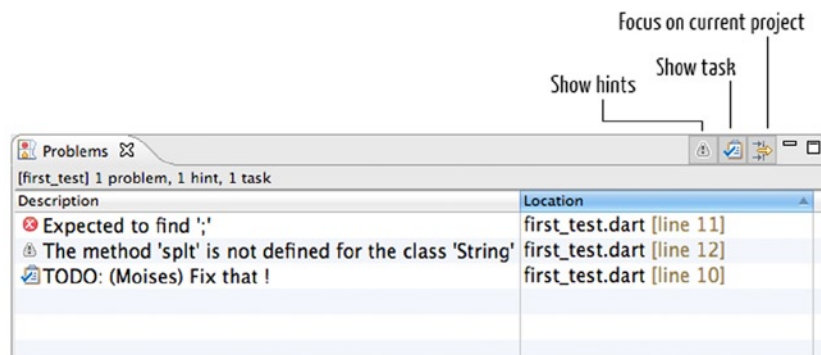 Focus on current project
Show task
Show hints
Problems
[first_test] 1 problem, 1 hint, 1 task
Description Location
Expected to find ';' first_test.dart [line 11]
The method 'splt' is not defined for the class 'String' first_test.dart [line 12]
TODO: (Moises) Fix that ! first_test.dart [line 10]